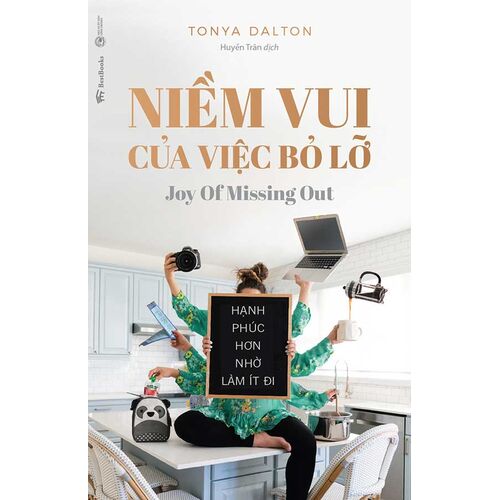 TONYA DALTON
Huyền Trân dịch
BestBooks
NIỀM VUI
CỦA VIỆC BỎ LỠ
Joy Of Missing Out
HẠNH
PHÚC
HƠN
NHỜ
LÀM ÍT ĐI